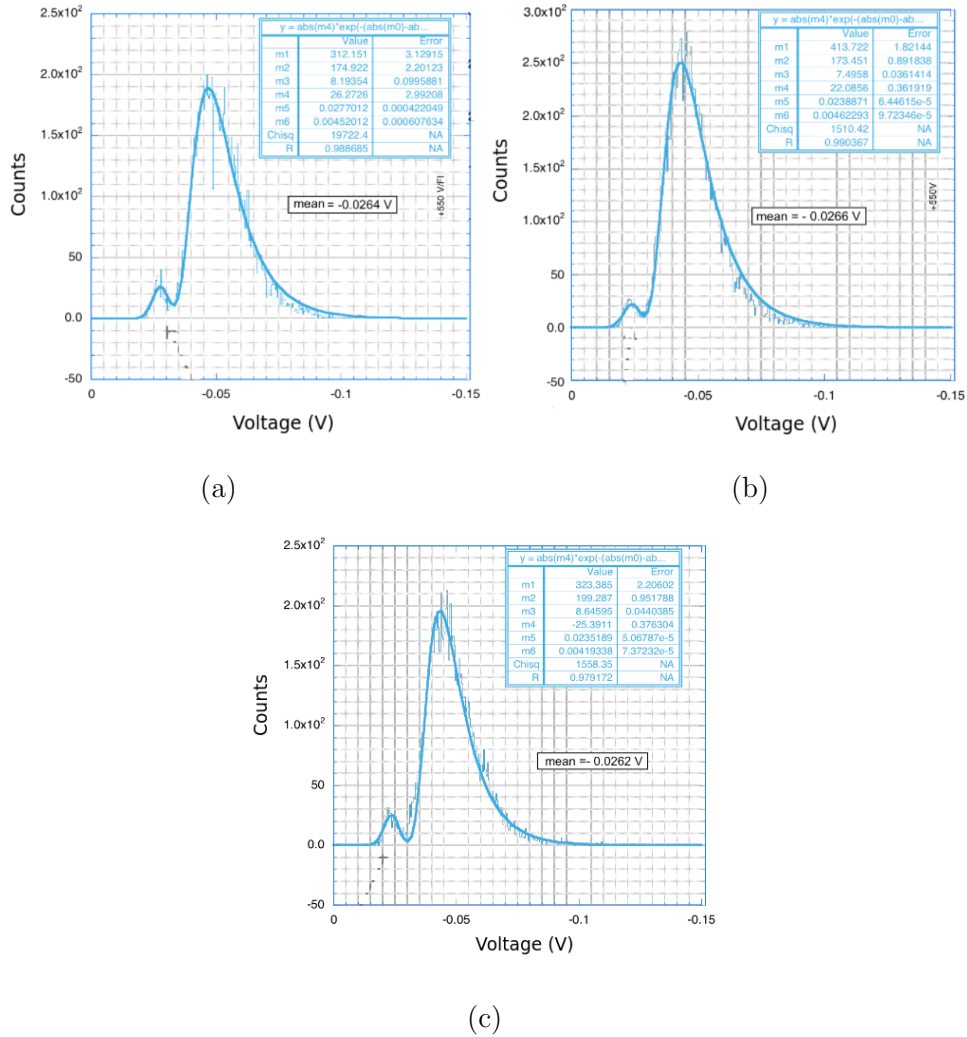 y = abs(m4)*exp(-(abs(m0)-ab...
Value Error
m1 312.151 3.12915
m2 174.922 2.20123
m3 8.19354 0.0995881
m4 26.2726 2.99208
m5 0.0277012 0.000422049
m6 0.00452012 0.000607634
Chisq 19722.4 NA
R 0.988685 NA
2.5x10²
2.0x10²
1.5x10²
1.0x10²
50
0.0
-50
Counts
mean = -0.0264 V
+550 V/FI
0 -0.05 -0.1 -0.15
Voltage (V)
(a)
y = abs(m4)*exp(-(abs(m0)-ab...
Value Error
m1 413.722 1.82144
m2 173.451 0.891838
m3 7.4958 0.0361414
m4 22.0856 0.361919
m5 0.0238871 6.44615e-5
m6 0.00462293 9.72346e-5
Chisq 1510.42 NA
R 0.990367 NA
3.0x10²
2.5x10²
2.0x10²
1.5x10²
1.0x10²
50
0.0
-50
Counts
mean = - 0.0266 V
+550V
0 -0.05 -0.1 -0.15
Voltage (V)
(b)
y = abs(m4)*exp(-(abs(m0)-ab...
Value Error
m1 323.385 2.20602
m2 199.287 0.951788
m3 8.64595 0.0440385
m4 -25.3911 0.376304
m5 0.0235189 5.06787e-5
m6 0.00419338 7.37232e-5
Chisq 1558.35 NA
R 0.979172 NA
2.5x10²
2.0x10²
1.5x10²
1.0x10²
50
0.0
-50
Counts
mean =- 0.0262 V
0 -0.05 -0.1 -0.15
Voltage (V)
(c)